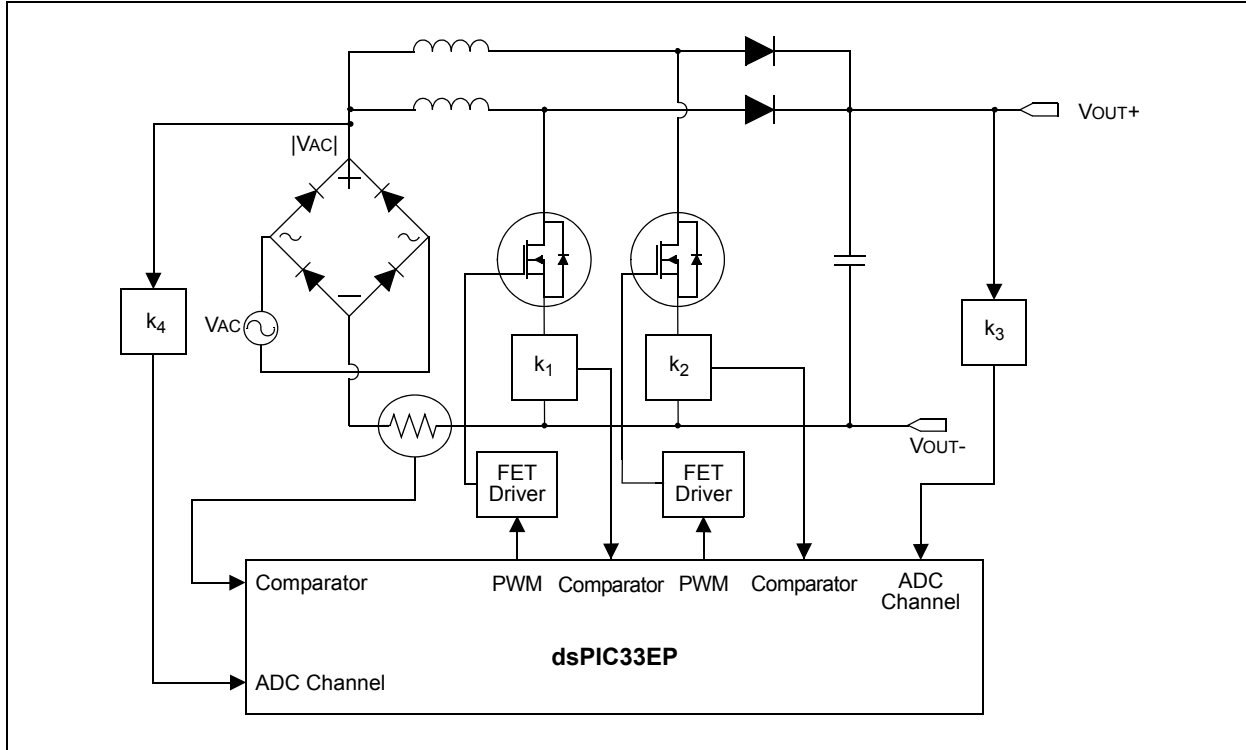 VOUT+
|VAC|
+
−
k4
VAC
k1
k2
k3
VOUT-
FET
Driver
FET
Driver
Comparator
PWM
Comparator
PWM
Comparator
ADC
Channel
dsPIC33EP
ADC Channel